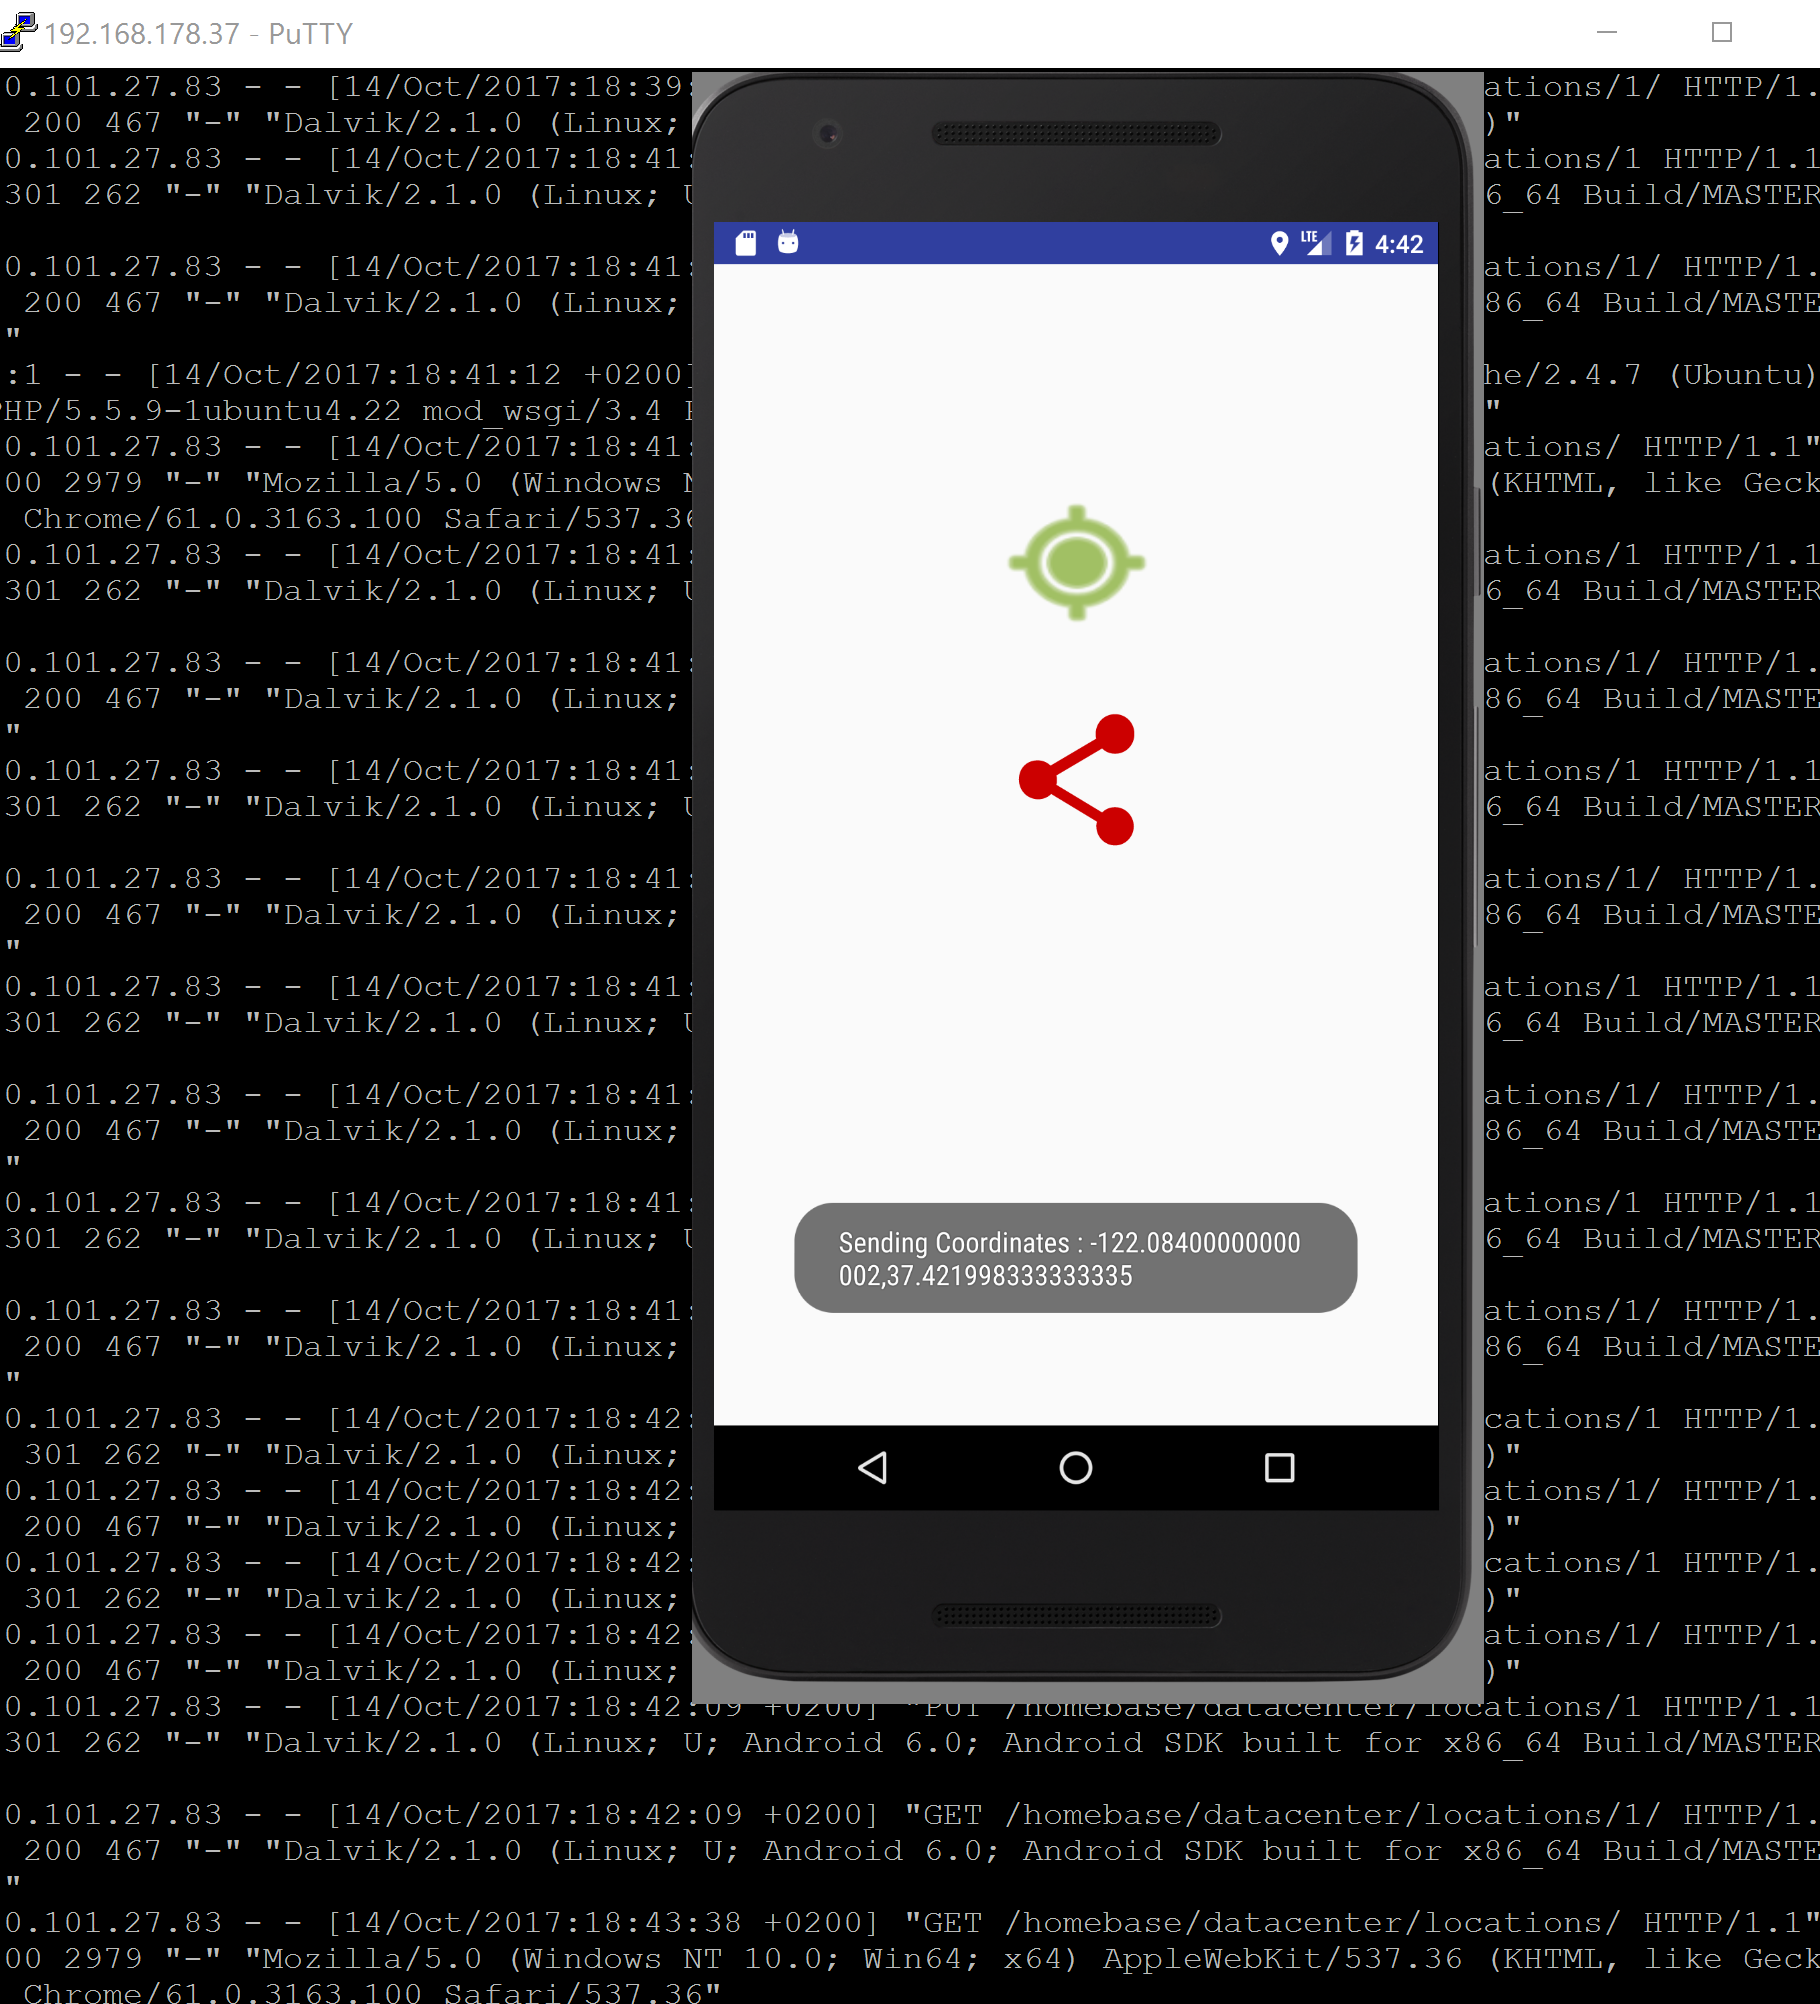 192.168.178.37 - PuTTY
0.101.27.83 - - [14/Oct/2017:18:39: ations/1/ HTTP/1.
200 467 "-" "Dalvik/2.1.0 (Linux; )"
0.101.27.83 - - [14/Oct/2017:18:41: ations/1 HTTP/1.1
301 262 "-" "Dalvik/2.1.0 (Linux; U 6_64 Build/MASTER
0.101.27.83 - - [14/Oct/2017:18:41: ations/1/ HTTP/1.
200 467 "-" "Dalvik/2.1.0 (Linux; 86_64 Build/MASTE
"
:1 - - [14/Oct/2017:18:41:12 +0200] he/2.4.7 (Ubuntu)
PHP/5.5.9-1ubuntu4.22 mod_wsgi/3.4 P "
0.101.27.83 - - [14/Oct/2017:18:41: ations/ HTTP/1.1"
00 2979 "-" "Mozilla/5.0 (Windows N (KHTML, like Geck
Chrome/61.0.3163.100 Safari/537.36
0.101.27.83 - - [14/Oct/2017:18:41: ations/1 HTTP/1.1
301 262 "-" "Dalvik/2.1.0 (Linux; U 6_64 Build/MASTER
0.101.27.83 - - [14/Oct/2017:18:41: ations/1/ HTTP/1.
200 467 "-" "Dalvik/2.1.0 (Linux; 86_64 Build/MASTE
"
0.101.27.83 - - [14/Oct/2017:18:41: ations/1 HTTP/1.1
301 262 "-" "Dalvik/2.1.0 (Linux; U 6_64 Build/MASTER
0.101.27.83 - - [14/Oct/2017:18:41: ations/1/ HTTP/1.
200 467 "-" "Dalvik/2.1.0 (Linux; 86_64 Build/MASTE
"
0.101.27.83 - - [14/Oct/2017:18:41: ations/1 HTTP/1.1
301 262 "-" "Dalvik/2.1.0 (Linux; U 6_64 Build/MASTER
0.101.27.83 - - [14/Oct/2017:18:41: ations/1/ HTTP/1.
200 467 "-" "Dalvik/2.1.0 (Linux; 86_64 Build/MASTE
"
0.101.27.83 - - [14/Oct/2017:18:41: ations/1 HTTP/1.1
301 262 "-" "Dalvik/2.1.0 (Linux; U 6_64 Build/MASTER
0.101.27.83 - - [14/Oct/2017:18:41: ations/1/ HTTP/1.
200 467 "-" "Dalvik/2.1.0 (Linux; 86_64 Build/MASTE
"
0.101.27.83 - - [14/Oct/2017:18:42: cations/1 HTTP/1.
301 262 "-" "Dalvik/2.1.0 (Linux; )"
0.101.27.83 - - [14/Oct/2017:18:42: ations/1/ HTTP/1.
200 467 "-" "Dalvik/2.1.0 (Linux; )"
0.101.27.83 - - [14/Oct/2017:18:42: cations/1 HTTP/1.
301 262 "-" "Dalvik/2.1.0 (Linux; )"
0.101.27.83 - - [14/Oct/2017:18:42: ations/1/ HTTP/1.
200 467 "-" "Dalvik/2.1.0 (Linux; )"
0.101.27.83 - - [14/Oct/2017:18:42:09 +0200] "PUT /homebase/datacenter/locations/1 HTTP/1.1
301 262 "-" "Dalvik/2.1.0 (Linux; U; Android 6.0; Android SDK built for x86_64 Build/MASTER
0.101.27.83 - - [14/Oct/2017:18:42:09 +0200] "GET /homebase/datacenter/locations/1/ HTTP/1.
200 467 "-" "Dalvik/2.1.0 (Linux; U; Android 6.0; Android SDK built for x86_64 Build/MASTE
"
0.101.27.83 - - [14/Oct/2017:18:43:38 +0200] "GET /homebase/datacenter/locations/ HTTP/1.1"
00 2979 "-" "Mozilla/5.0 (Windows NT 10.0; Win64; x64) AppleWebKit/537.36 (KHTML, like Geck
Chrome/61.0.3163.100 Safari/537.36"
LTE 4:42
Sending Coordinates : -122.08400000000
002,37.421998333333335